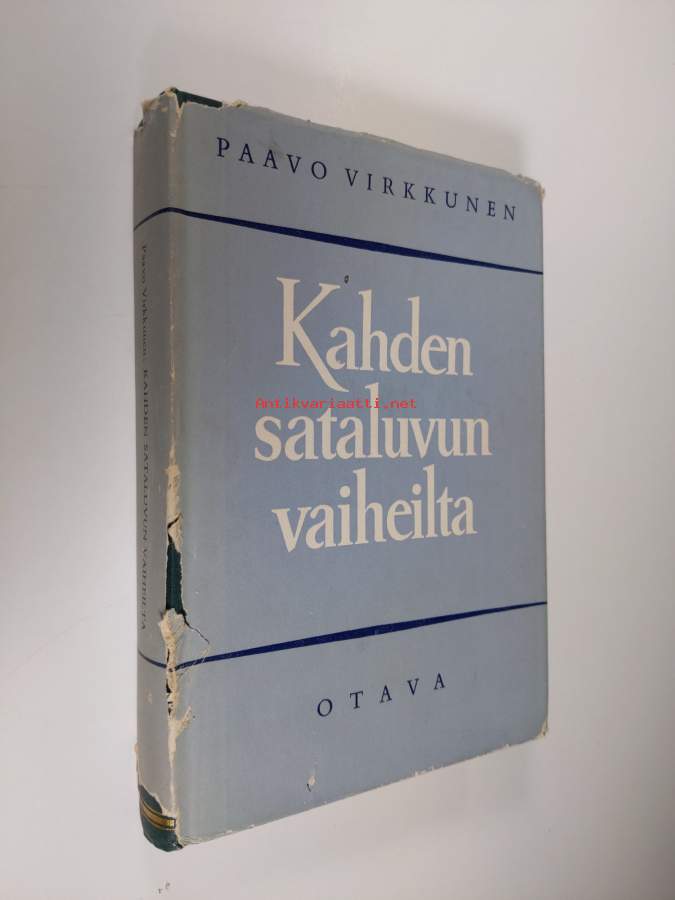 PAAVO VIRKKUNEN
Kahden
sataluvun
vaiheilta
OTAVA
Paavo Virkkunen: KAHDEN SATALUVUN VAIHEILTA
Antikvariaatti.net